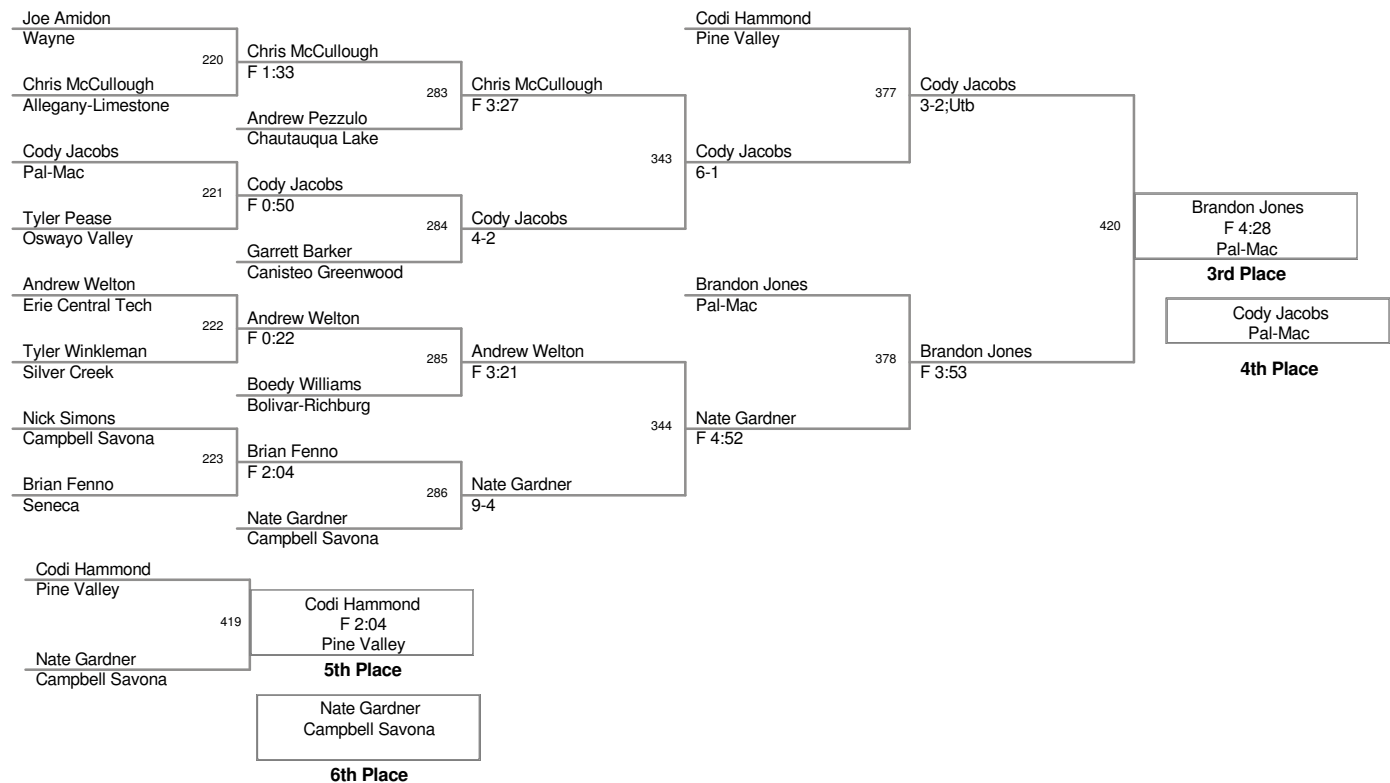 Joe Amidon
Wayne
220
Chris McCullough
Allegany-Limestone
Cody Jacobs
Pal-Mac
221
Tyler Pease
Oswayo Valley
Andrew Welton
Erie Central Tech
222
Tyler Winkleman
Silver Creek
Nick Simons
Campbell Savona
223
Brian Fenno
Seneca
Chris McCullough
F 1:33
283
Andrew Pezzulo
Chautauqua Lake
Cody Jacobs
F 0:50
284
Garrett Barker
Canisteo Greenwood
Andrew Welton
F 0:22
285
Boedy Williams
Bolivar-Richburg
Brian Fenno
F 2:04
286
Nate Gardner
Campbell Savona
Chris McCullough
F 3:27
343
Cody Jacobs
4-2
Andrew Welton
F 3:21
344
Nate Gardner
9-4
Codi Hammond
Pine Valley
377
Cody Jacobs
6-1
Brandon Jones
Pal-Mac
378
Nate Gardner
F 4:52
Cody Jacobs
3-2;Utb
420
Brandon Jones
F 3:53
Brandon Jones
F 4:28
Pal-Mac
3rd Place
Cody Jacobs
Pal-Mac
4th Place
Codi Hammond
Pine Valley
419
Nate Gardner
Campbell Savona
Codi Hammond
F 2:04
Pine Valley
5th Place
Nate Gardner
Campbell Savona
6th Place